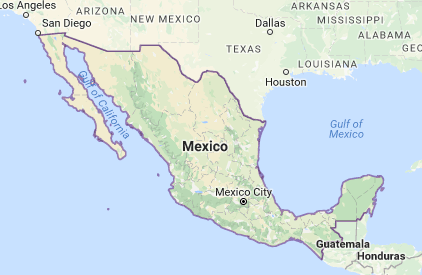 Los Angeles
ARIZONA
ARKANSAS
NEW MEXICO
Dallas
MISSISSIPPI
San Diego
ALABAMA
TEXAS
LOUISIANA
Houston
Gulf of California
Gulf of
Mexico
Mexico
Mexico City
Guatemala
Honduras